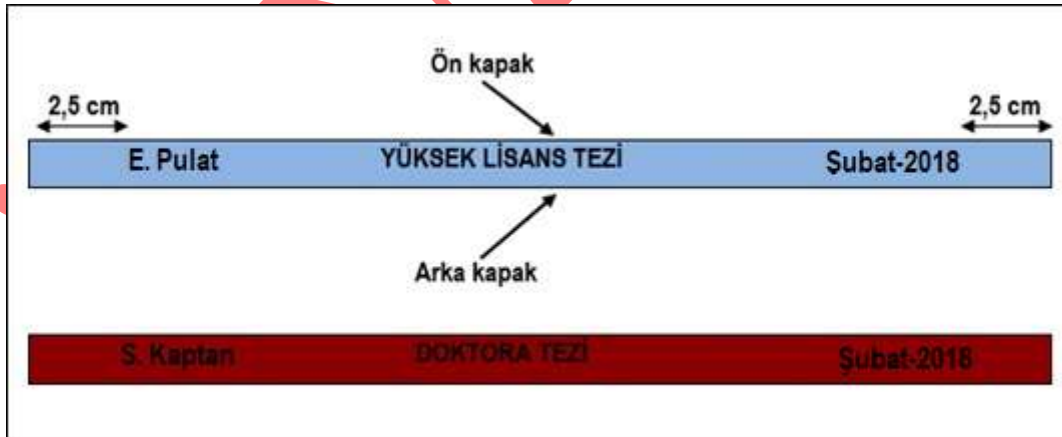 Ön kapak
2,5 cm 2,5 cm
E. Pulat YÜKSEK LİSANS TEZİ Şubat-2018
Arka kapak
S. Kaptan DOKTORA TEZİ Şubat-2018